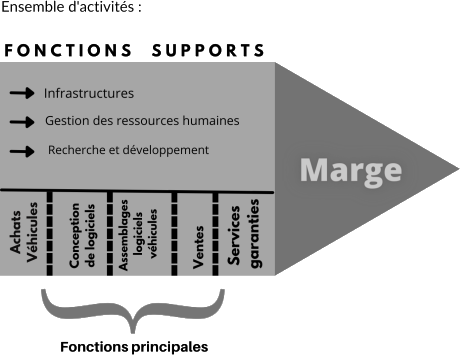 Ensemble d'activités :
FONCTIONS SUPPORTS
Infrastructures
Gestion des ressources humaines
Recherche et développement
Marge
Achats
Véhicules
Conception
de logiciels
Assemblages
logiciels
véhicules
Ventes
Services
garanties
Fonctions principales